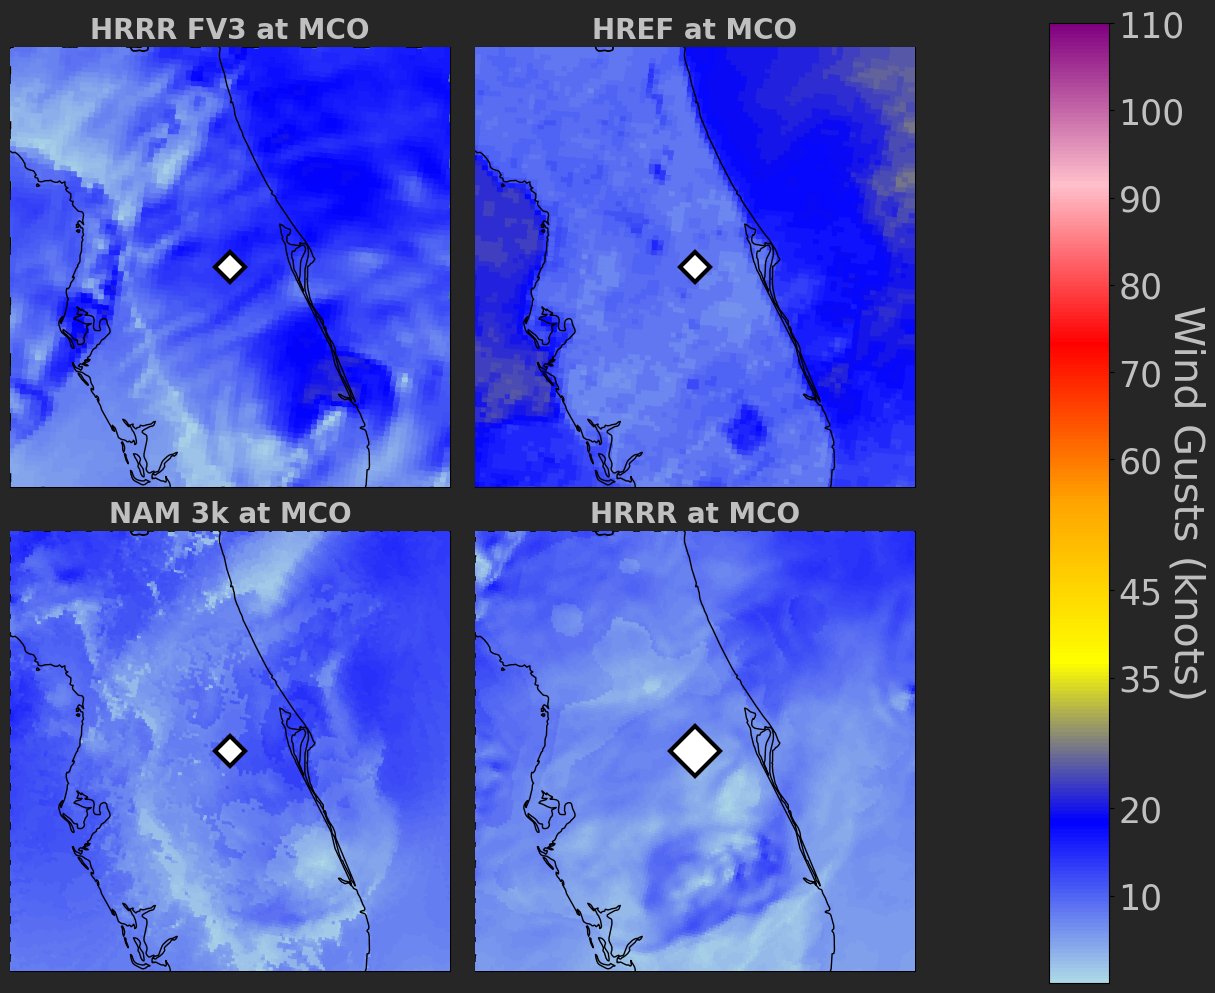 HRRR FV3 at MCO
HREF at MCO
NAM 3k at MCO
HRRR at MCO
110
100
90
80
70
60
45
35
20
10
Wind Gusts (knots)